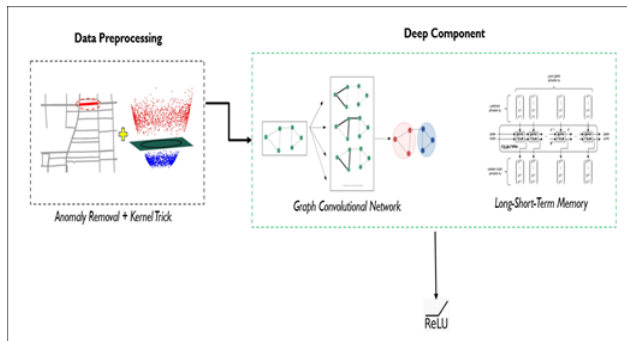 Data Preprocessing
Deep Component
Anomaly Removal + Kernel Trick
Graph Convolutional Network
Long-Short-Term Memory
ReLU